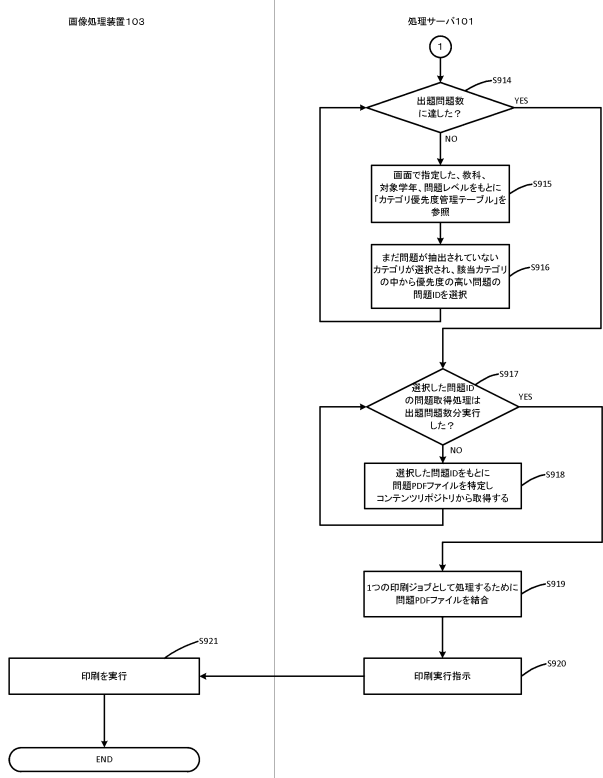 画像処理装置103
処理サーバ101
1
S914
出題問題数
に達した？
YES
NO
画面で指定した、教科、
対象学年、問題レベルをもとに
「カテゴリ優先度管理テーブル」を
参照
S915
まだ問題が抽出されていない
カテゴリが選択され、該当カテゴリ
の中から優先度の高い問題の
問題IDを選択
S916
S917
選択した問題ID
の問題取得処理は
出題問題数分実行
した？
YES
NO
選択した問題IDをもとに
問題PDFファイルを特定し
コンテンツリポジトリから取得する
S918
1つの印刷ジョブとして処理するために
問題PDFファイルを結合
S919
S921
印刷を実行
印刷実行指示
S920
END